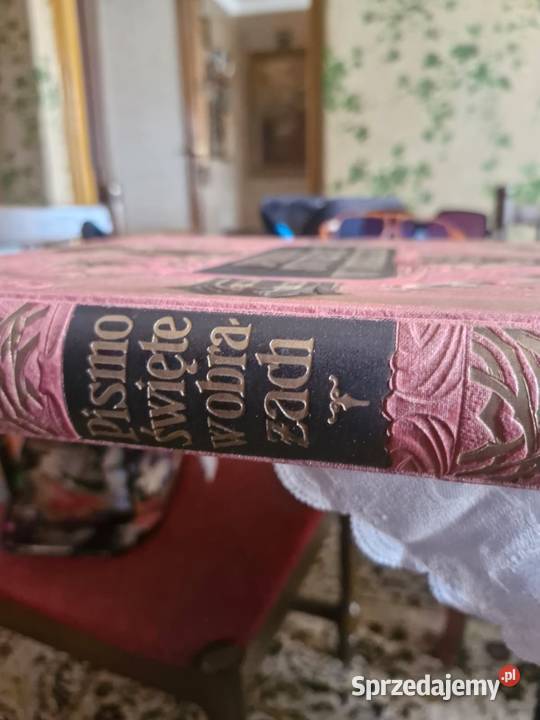 Pismo
święte
w obra-
zach
Sprzedajemy.pl